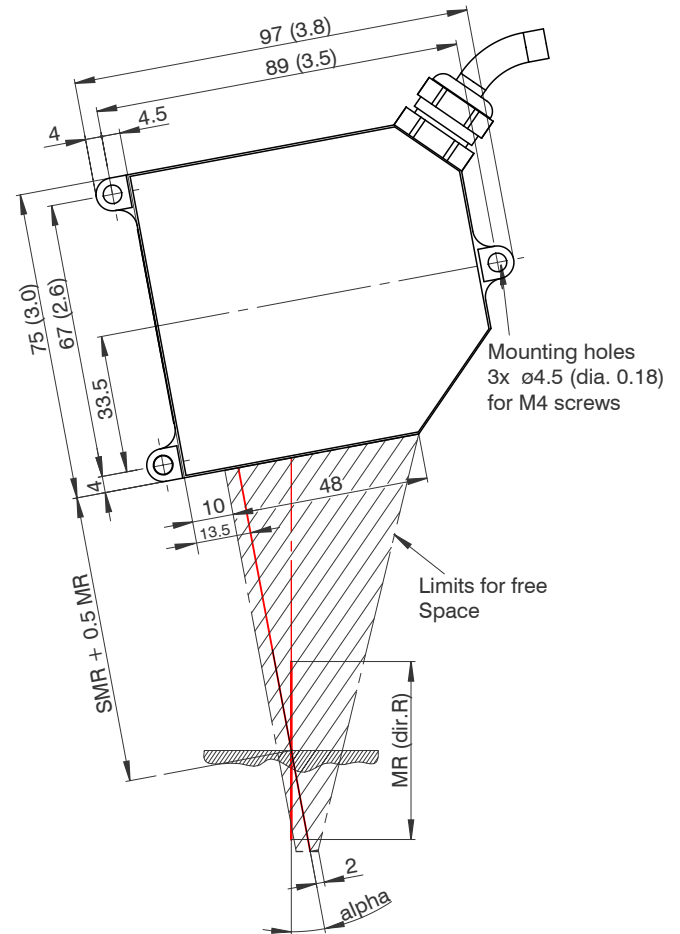 97 (3.8)
89 (3.5)
4
4.5
75 (3.0)
67 (2.6)
33.5
4
Mounting holes
3x ø4.5 (dia. 0.18)
for M4 screws
10
48
13.5
Limits for free
Space
SMR + 0.5 MR
MR (dir.R)
2
alpha